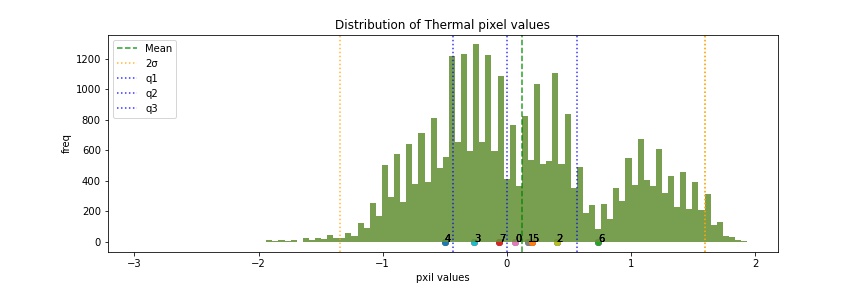 Distribution of Thermal pixel values
Mean
2σ
q1
q2
q3
freq
1200
1000
800
600
400
200
0
4 3 7 0 15 2 6
−3 −2 −1 0 1 2
pxil values